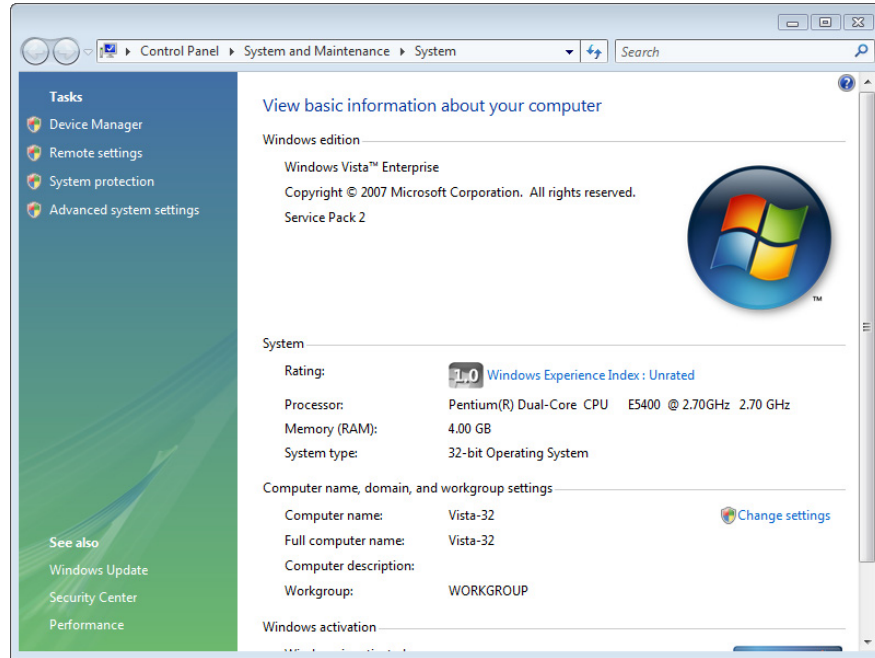 Control Panel System and Maintenance System
Search
Tasks
Device Manager
Remote settings
System protection
Advanced system settings
See also
Windows Update
Security Center
Performance
View basic information about your computer
Windows edition
Windows Vista™ Enterprise
Copyright © 2007 Microsoft Corporation. All rights reserved.
Service Pack 2
TM
System
Rating: 1,0 Windows Experience Index : Unrated
Processor: Pentium(R) Dual-Core CPU E5400 @ 2.70GHz 2.70 GHz
Memory (RAM): 4.00 GB
System type: 32-bit Operating System
Computer name, domain, and workgroup settings
Computer name: Vista-32 Change settings
Full computer name: Vista-32
Computer description:
Workgroup: WORKGROUP
Windows activation